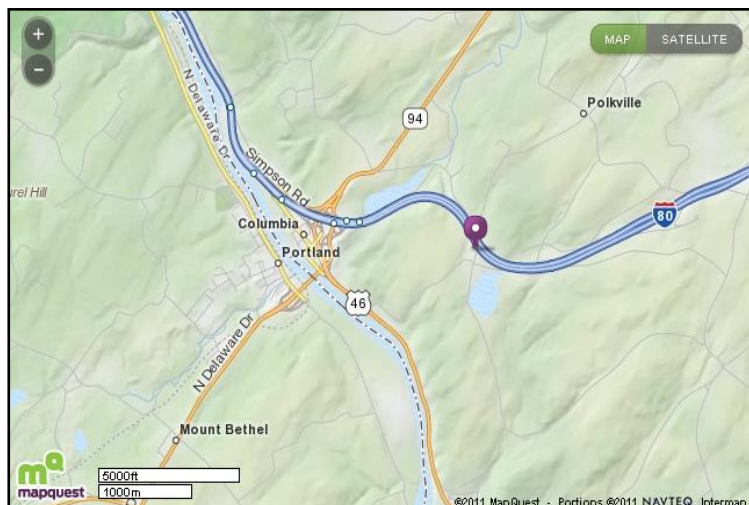 +
MAP
SATELLITE
N Delaware Dr
94
Polkville
Simpson Rd
urel Hill
Columbia
80
Portland
46
N Delaware Dr
Mount Bethel
mapquest
5000ft
1000m
©2011 MapQuest - Portions ©2011 NAVTEQ, Intermap